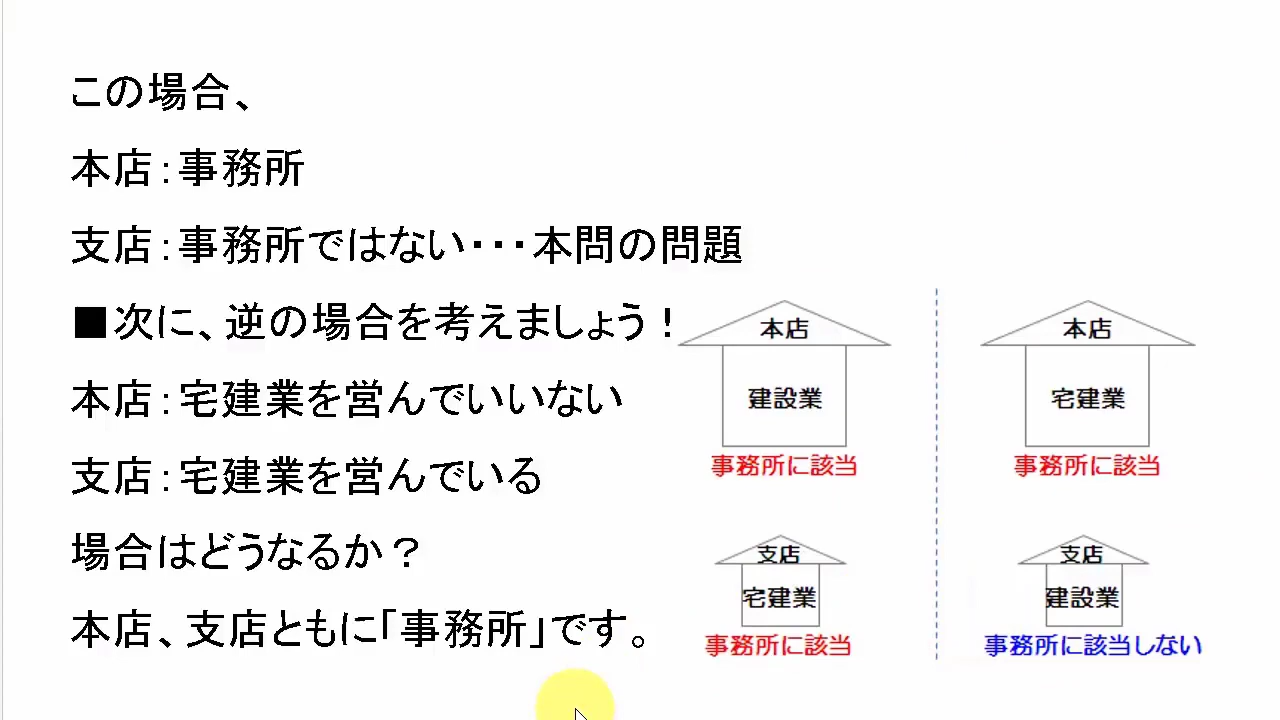 この場合、
本店：事務所
支店：事務所ではない・・・本問の問題
■次に、逆の場合を考えましょう！
本店：宅建業を営んでいいない
支店：宅建業を営んでいる
場合はどうなるか？
本店、支店ともに「事務所」です。
本店
建設業
事務所に該当
支店
宅建業
事務所に該当
本店
宅建業
事務所に該当
支店
建設業
事務所に該当しない